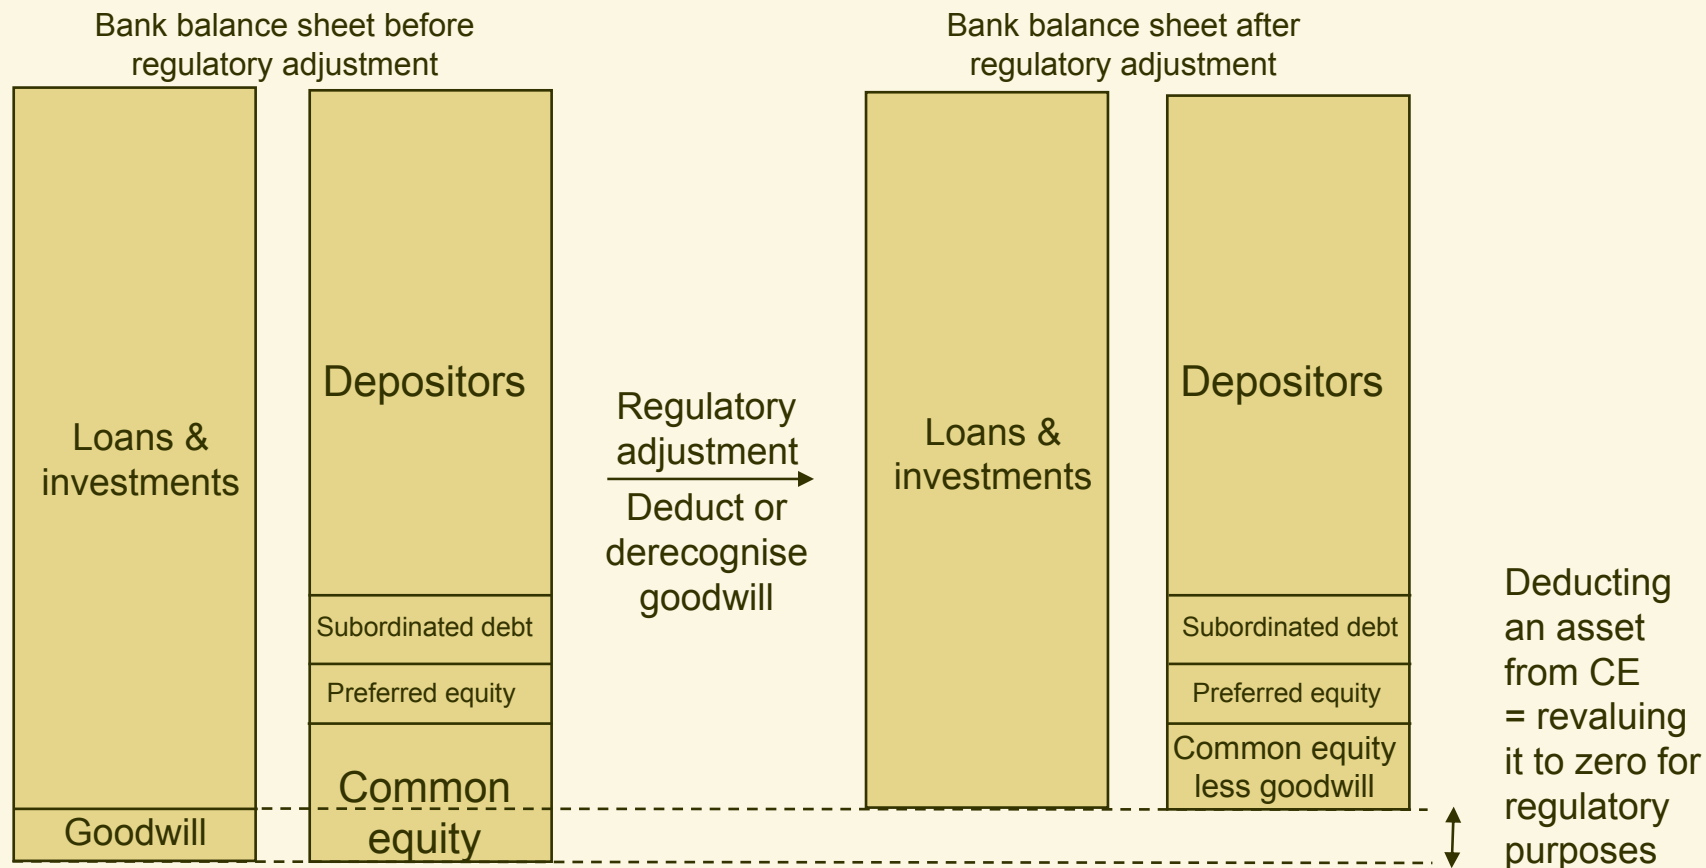 Bank balance sheet before
regulatory adjustment
Bank balance sheet after
regulatory adjustment
Loans &
investments
Goodwill
Depositors
Subordinated debt
Preferred equity
Common
equity
Regulatory
adjustment
Deduct or
derecognise
goodwill
Loans &
investments
Depositors
Subordinated debt
Preferred equity
Common equity
less goodwill
Deducting
an asset
from CE
= revaluing
it to zero for
regulatory
purposes